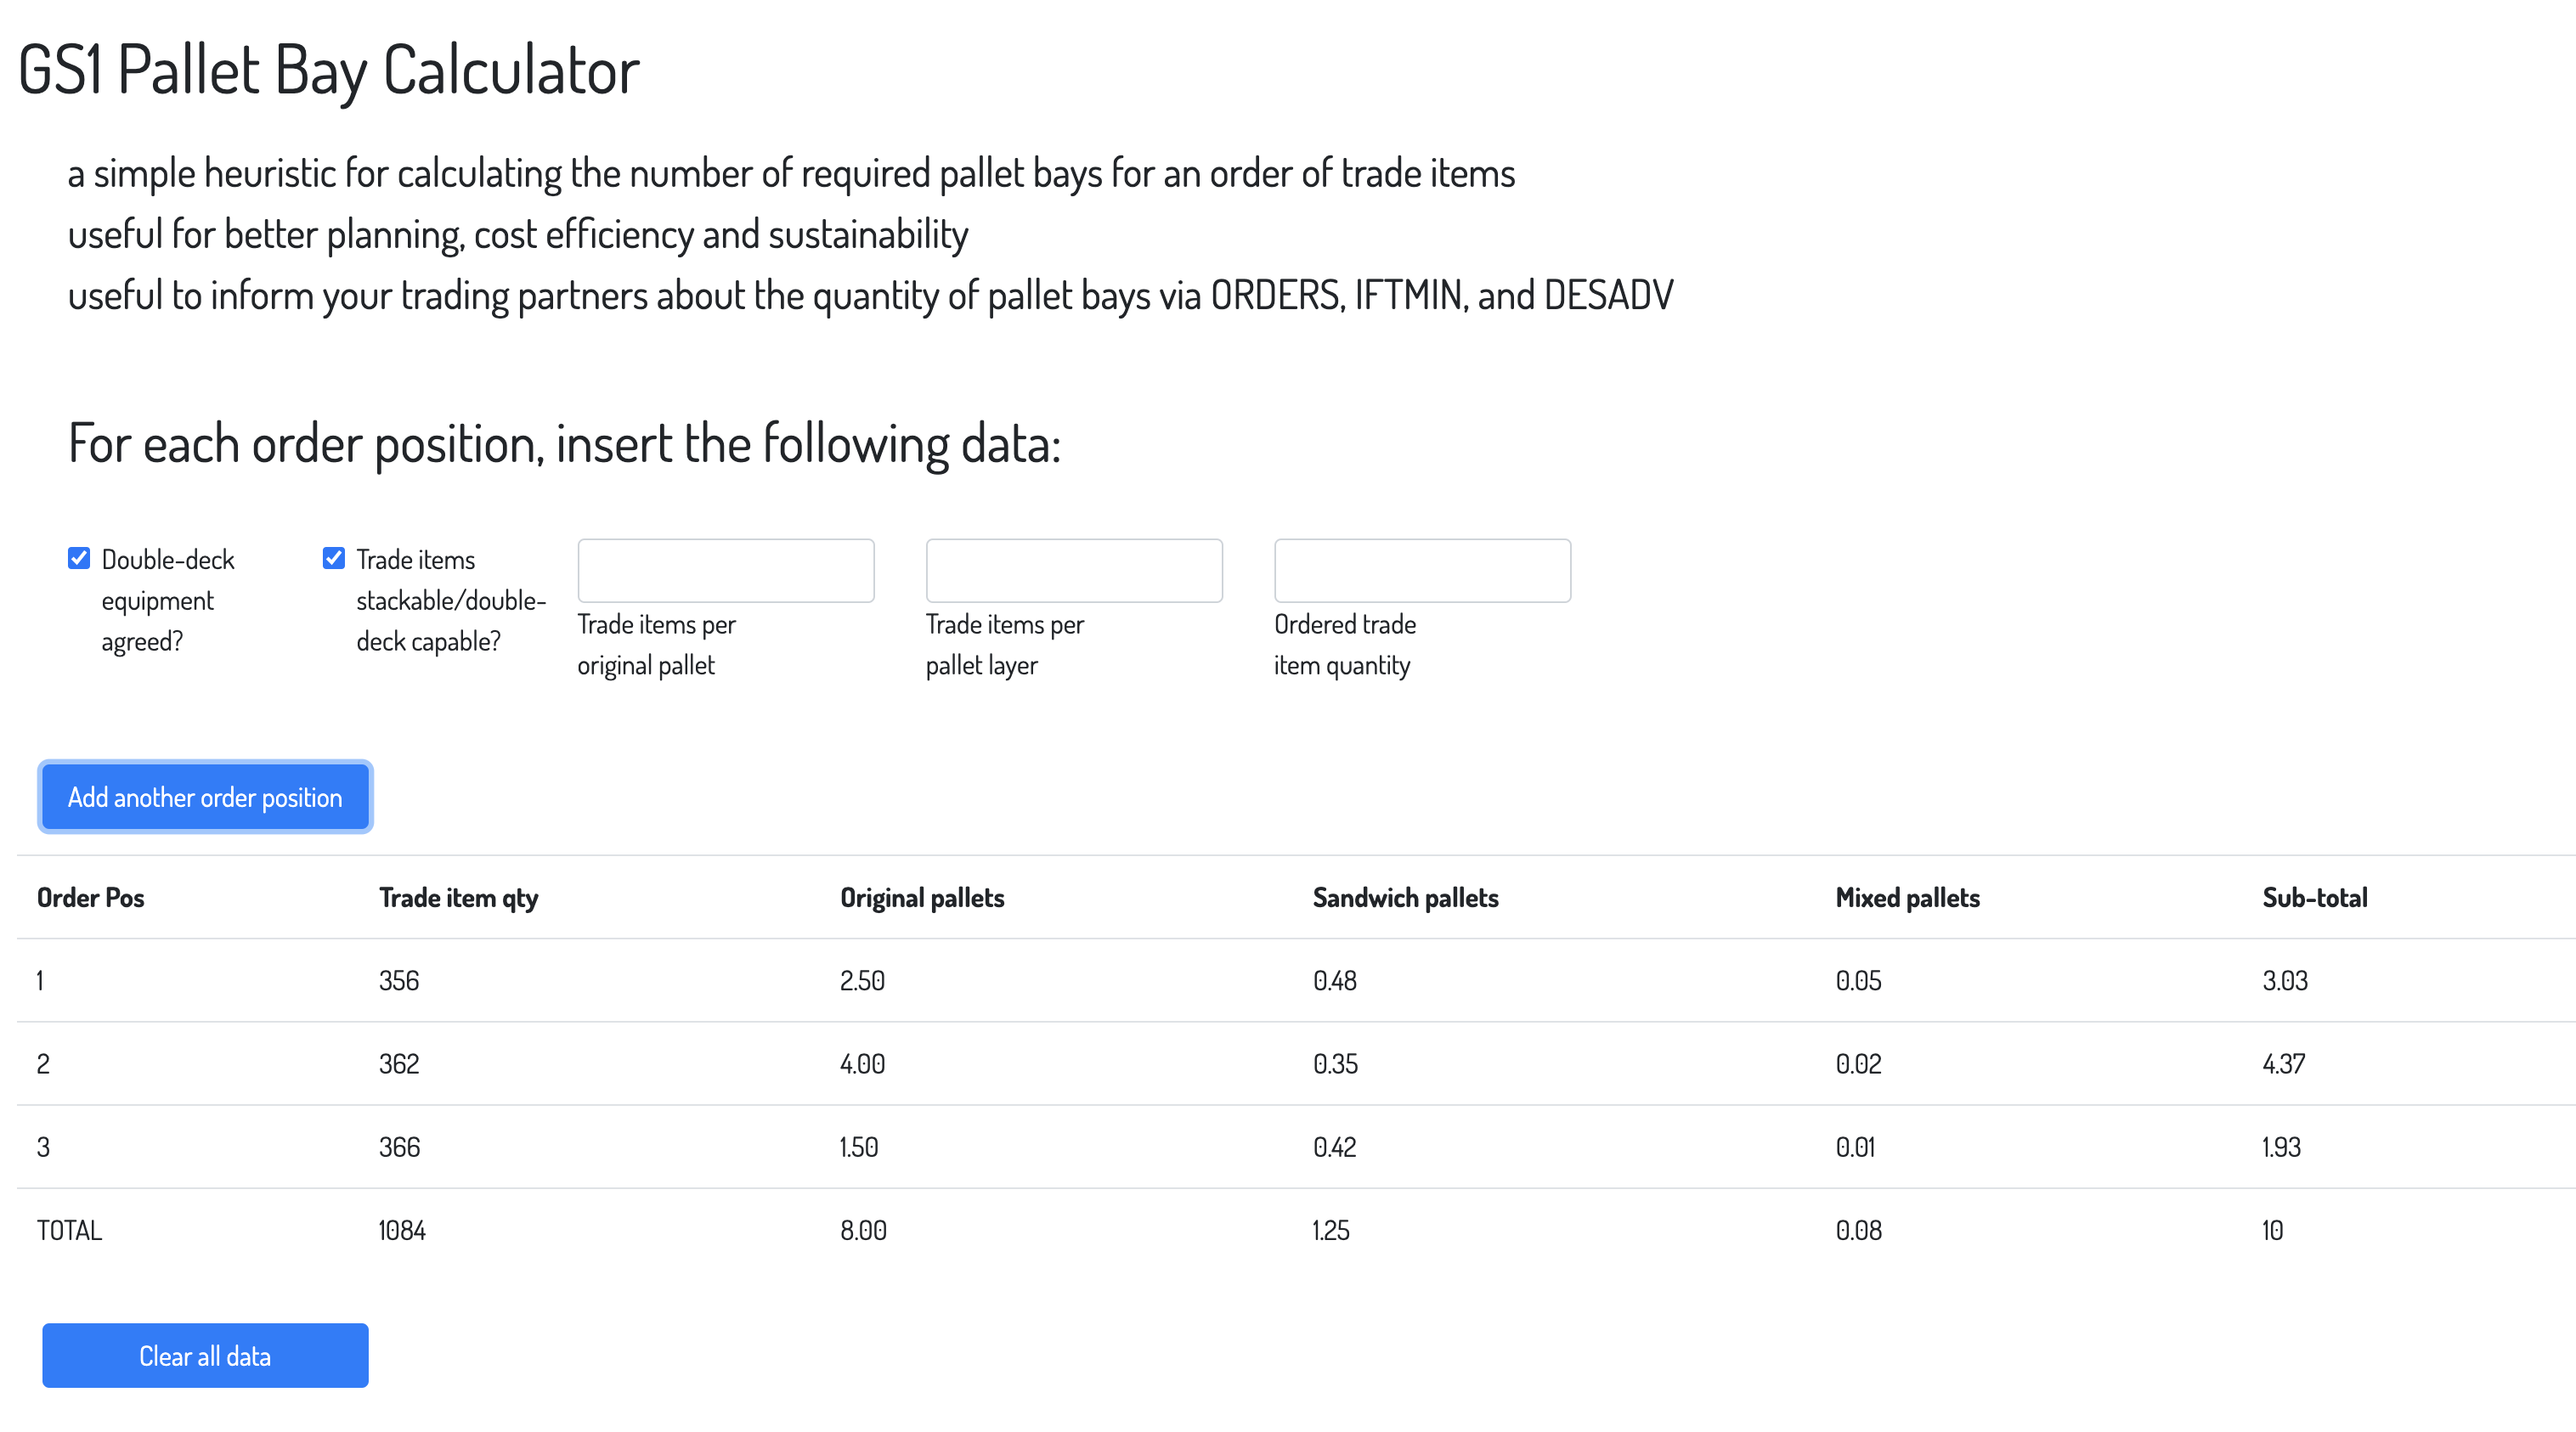 GS1 Pallet Bay Calculator
a simple heuristic for calculating the number of required pallet bays for an order of trade items
useful for better planning, cost efficiency and sustainability
useful to inform your trading partners about the quantity of pallet bays via ORDERS, IFTMIN, and DESADV
For each order position, insert the following data:
Double-deck
equipment
agreed?
Trade items
stackable/double-
deck capable?
Trade items per
original pallet
Trade items per
pallet layer
Ordered trade
item quantity
Add another order position
Order Pos Trade item qty Original pallets Sandwich pallets Mixed pallets Sub-total
1 356 2.50 0.48 0.05 3.03
2 362 4.00 0.35 0.02 4.37
3 366 1.50 0.42 0.01 1.93
TOTAL 1084 8.00 1.25 0.08 10
Clear all data